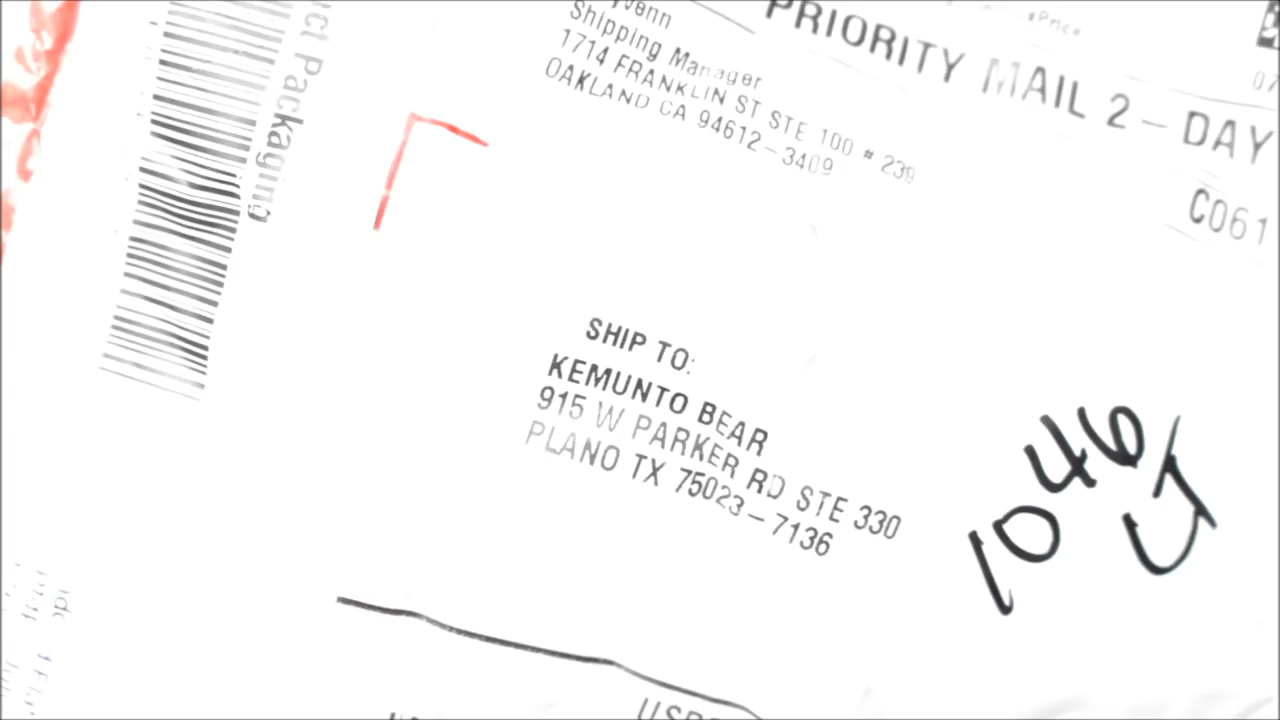 PRIORITY MAIL 2-DAY
Shipping Manager
1714 FRANKLIN ST STE 100 # 239
OAKLAND CA 94612-3409
C061
ct Packaging
SHIP TO:
KEMUNTO BEAR
915 W PARKER RD STE 330
PLANO TX 75023-7136
1046